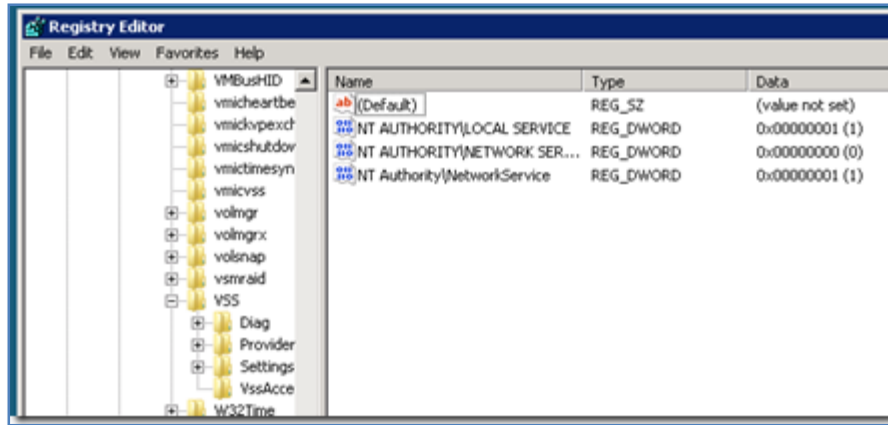 Registry Editor
File Edit View Favorites Help
VMBusHID
vmicheartbe
vmickvpexch
vmicshutdow
vmictimesyn
vmicvss
volmgr
volmgrx
volsnap
vsmraid
VSS
Diag
Provider
Settings
VssAcce
W32Time
Name Type Data
ab (Default) REG_SZ (value not set)
NT AUTHORITY\LOCAL SERVICE REG_DWORD 0x00000001 (1)
NT AUTHORITY\NETWORK SER... REG_DWORD 0x00000000 (0)
NT Authority\NetworkService REG_DWORD 0x00000001 (1)